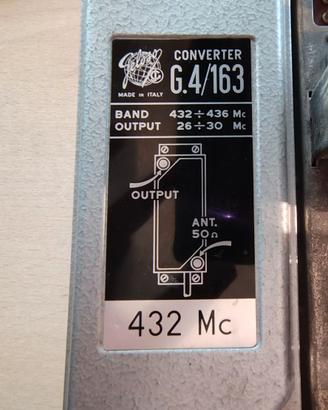 Geloso
CONVERTER
G.4/163
MADE IN ITALY
BAND 432÷436 Mc
OUTPUT 26÷30 Mc
OUTPUT
ANT.
50Ω
432 Mc